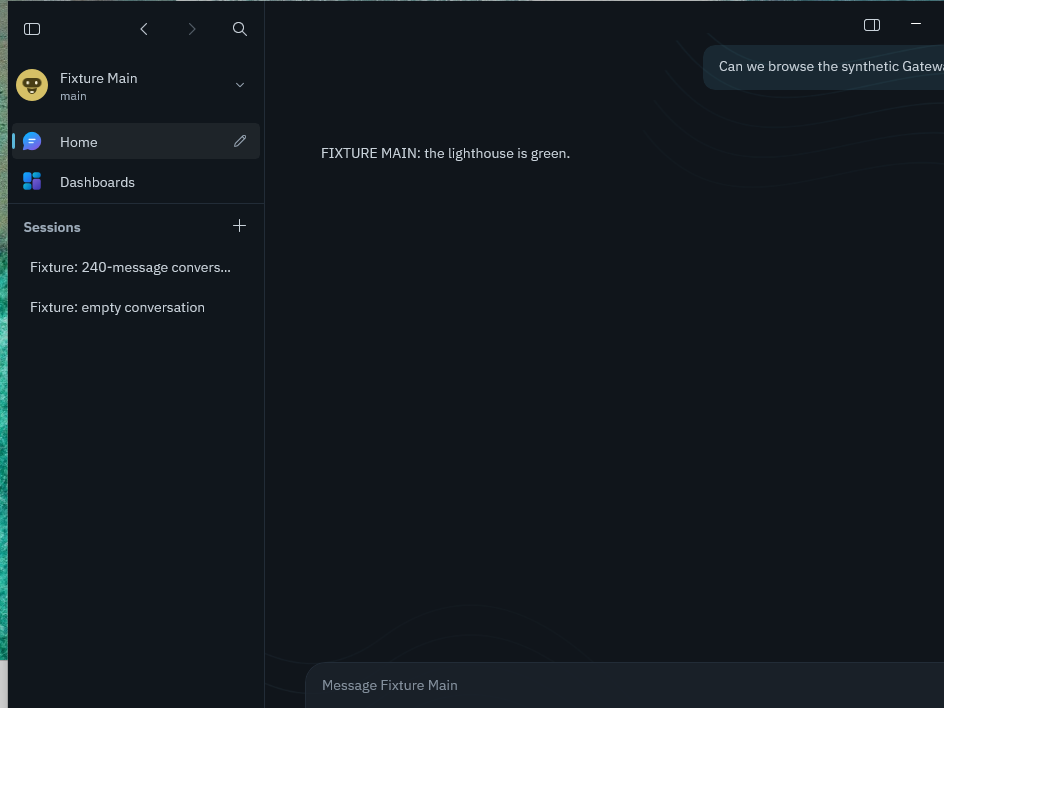 Fixture Main
main
Home
Dashboards
Sessions
Fixture: 240-message convers...
Fixture: empty conversation
Can we browse the synthetic
FIXTURE MAIN: the lighthouse is green.
Message Fixture Main